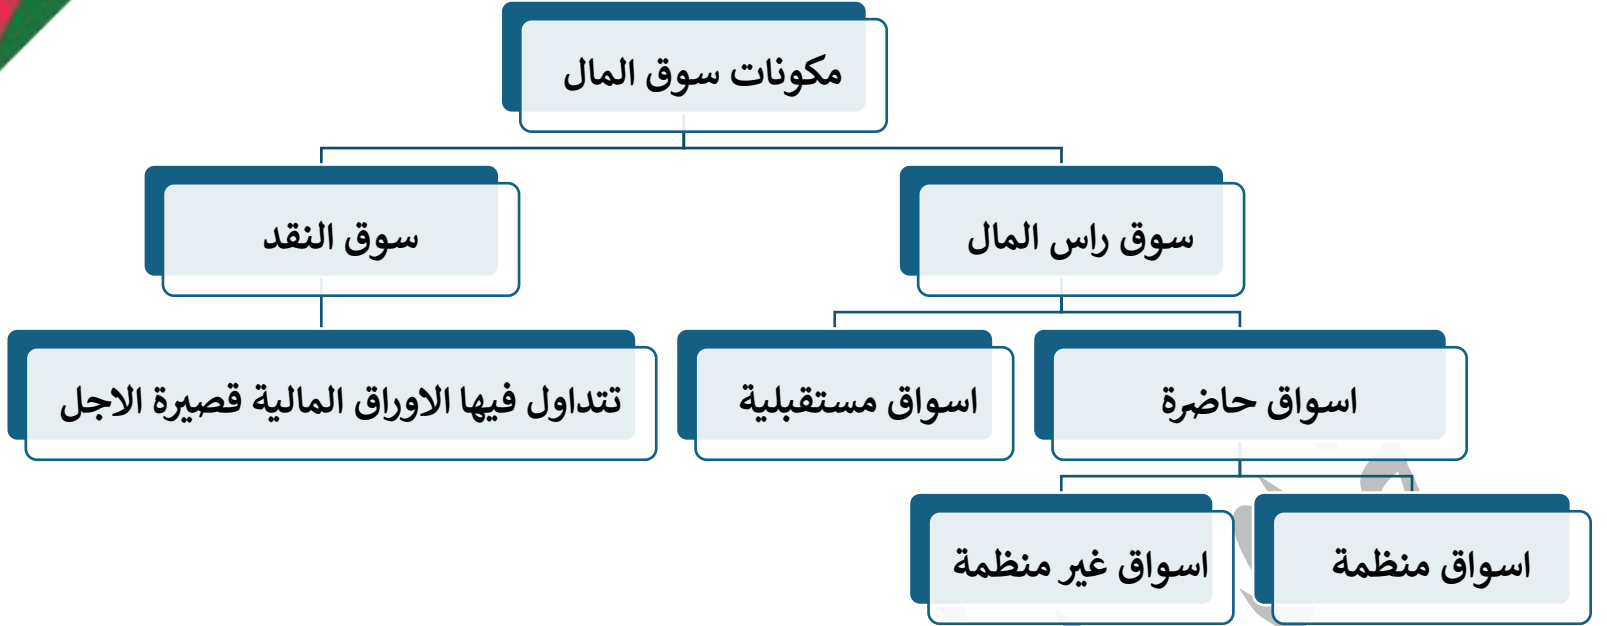 مكونات سوق المال
سوق راس المال
سوق النقد
اسواق حاضرة
اسواق مستقبلية
تتداول فيها الاوراق المالية قصيرة الاجل
اسواق منظمة
اسواق غير منظمة